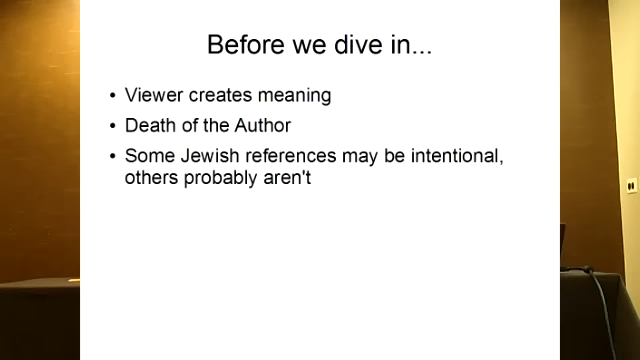 Before we dive in...
• Viewer creates meaning
• Death of the Author
• Some Jewish references may be intentional,
others probably aren't